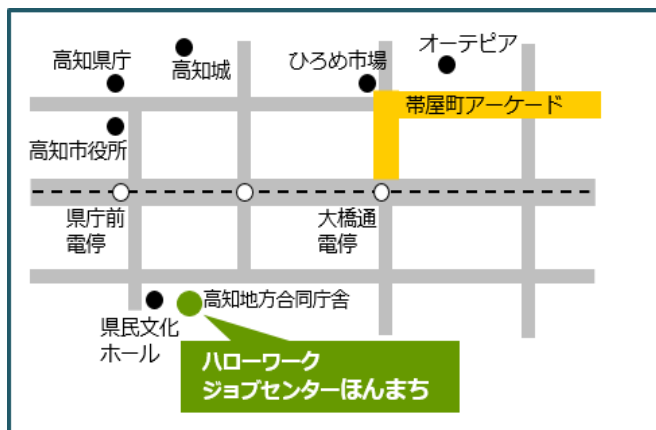 オーテピア
高知県庁
高知城
ひろめ市場
帯屋町アーケード
高知市役所
県庁前
電停
大橋通
電停
高知地方合同庁舎
県民文化
ホール
ハローワーク
ジョブセンターほんまち